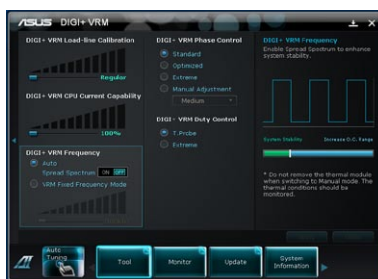 ASUS DIGI+ VRM
DIGI+ VRM Load-line Calibration
Regular
DIGI+ VRM CPU Current Capability
100%
DIGI+ VRM Frequency
Auto
Spread Spectrum ON OFF
VRM Fixed Frequency Mode
DIGI+ VRM Phase Control
Standard
Optimized
Extreme
Manual Adjustment
Medium
DIGI+ VRM Duty Control
T.Probe
Extreme
DIGI+ VRM Frequency
Enable Spread Spectrum to enhance
system stability.
System Stability Increase O.C. Range
* Do not remove the thermal module
when switching to Manual mode. The
thermal conditions should be
monitored.
Auto
Tuning
Tool
Monitor
Update
System
Information